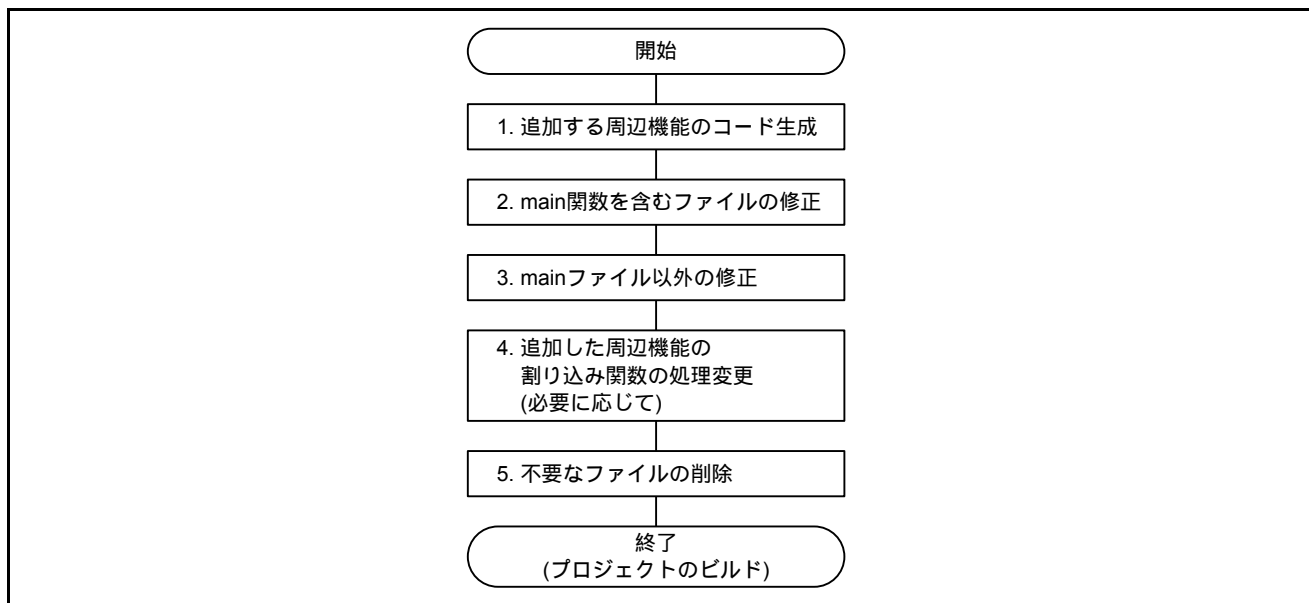 開始
1. 追加する周辺機能のコード生成
2. main関数を含むファイルの修正
3. mainファイル以外の修正
4. 追加した周辺機能の
割り込み関数の処理変更
(必要に応じて)
5. 不要なファイルの削除
終了
(プロジェクトのビルド)